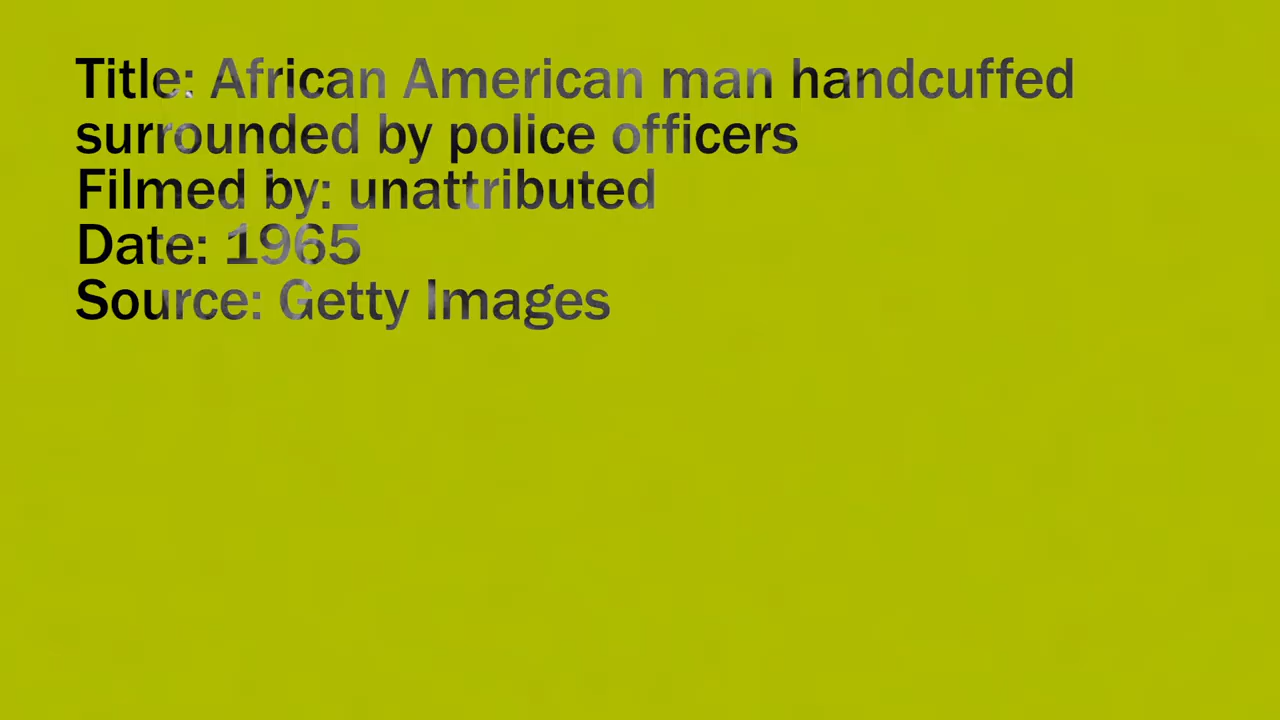 Title: African American man handcuffed
surrounded by police officers
Filmed by: unattributed
Date: 1965
Source: Getty Images